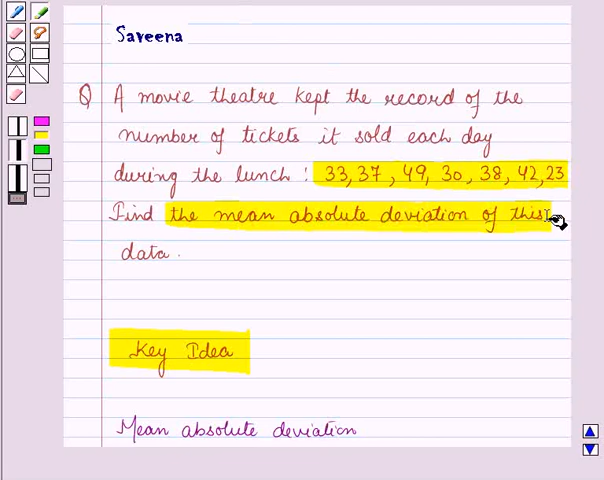 Saveena
Q A movie theatre kept the record of the
number of tickets it sold each day
during the lunch : 33, 37, 49, 30, 38, 42, 23
Find the mean absolute deviation of this
data.
Key Idea
Mean absolute deviation